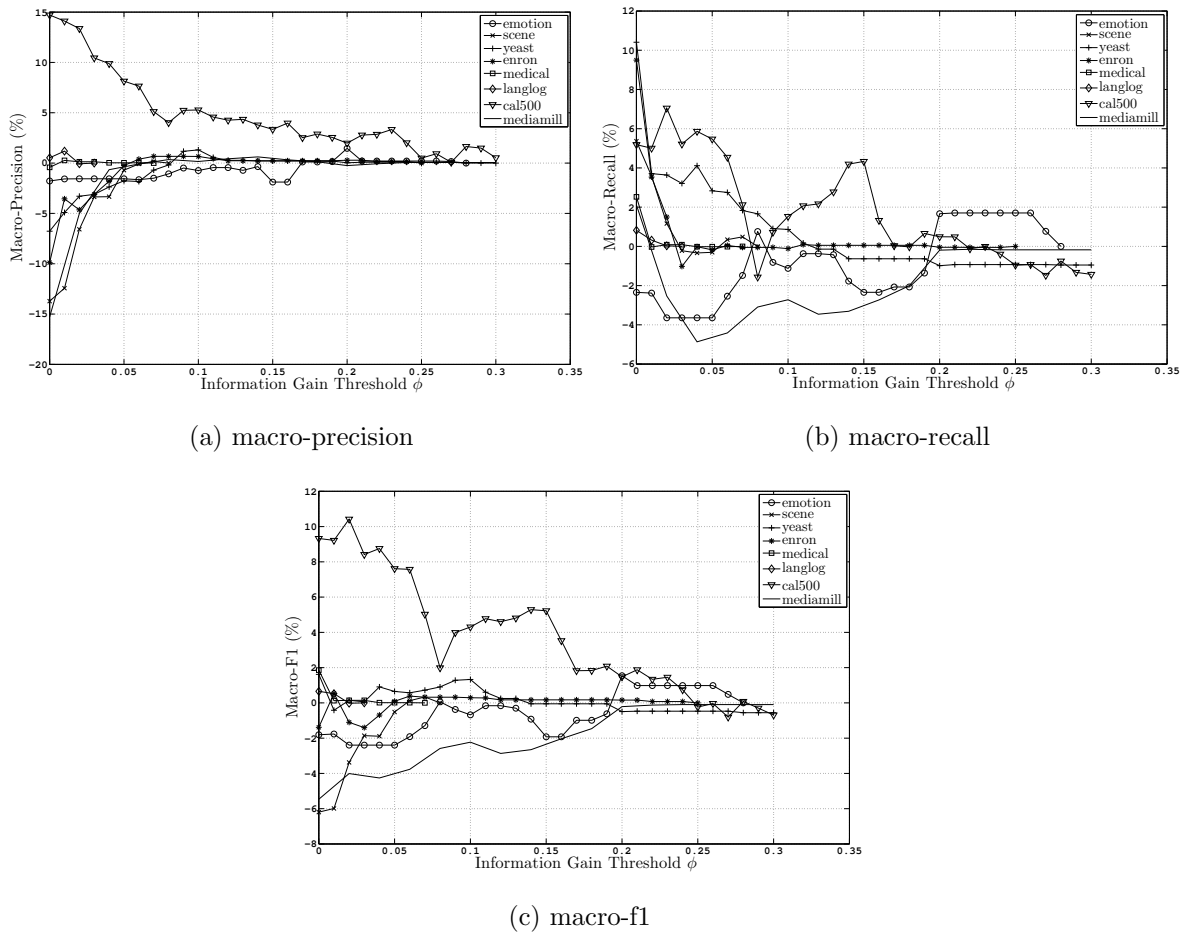 15
10
5
0
−5
−10
−15
−20
Macro-Precision (%)
0 0.05 0.1 0.15 0.2 0.25 0.3 0.35
Information Gain Threshold ϕ
emotion
scene
yeast
enron
medical
langlog
cal500
mediamill
(a) macro-precision
12
10
8
6
4
2
0
−2
−4
−6
Macro-Recall (%)
0 0.05 0.1 0.15 0.2 0.25 0.3 0.35
Information Gain Threshold ϕ
emotion
scene
yeast
enron
medical
langlog
cal500
mediamill
(b) macro-recall
12
10
8
6
4
2
0
−2
−4
−6
−8
Macro-F1 (%)
0 0.05 0.1 0.15 0.2 0.25 0.3 0.35
Information Gain Threshold ϕ
emotion
scene
yeast
enron
medical
langlog
cal500
mediamill
(c) macro-f1